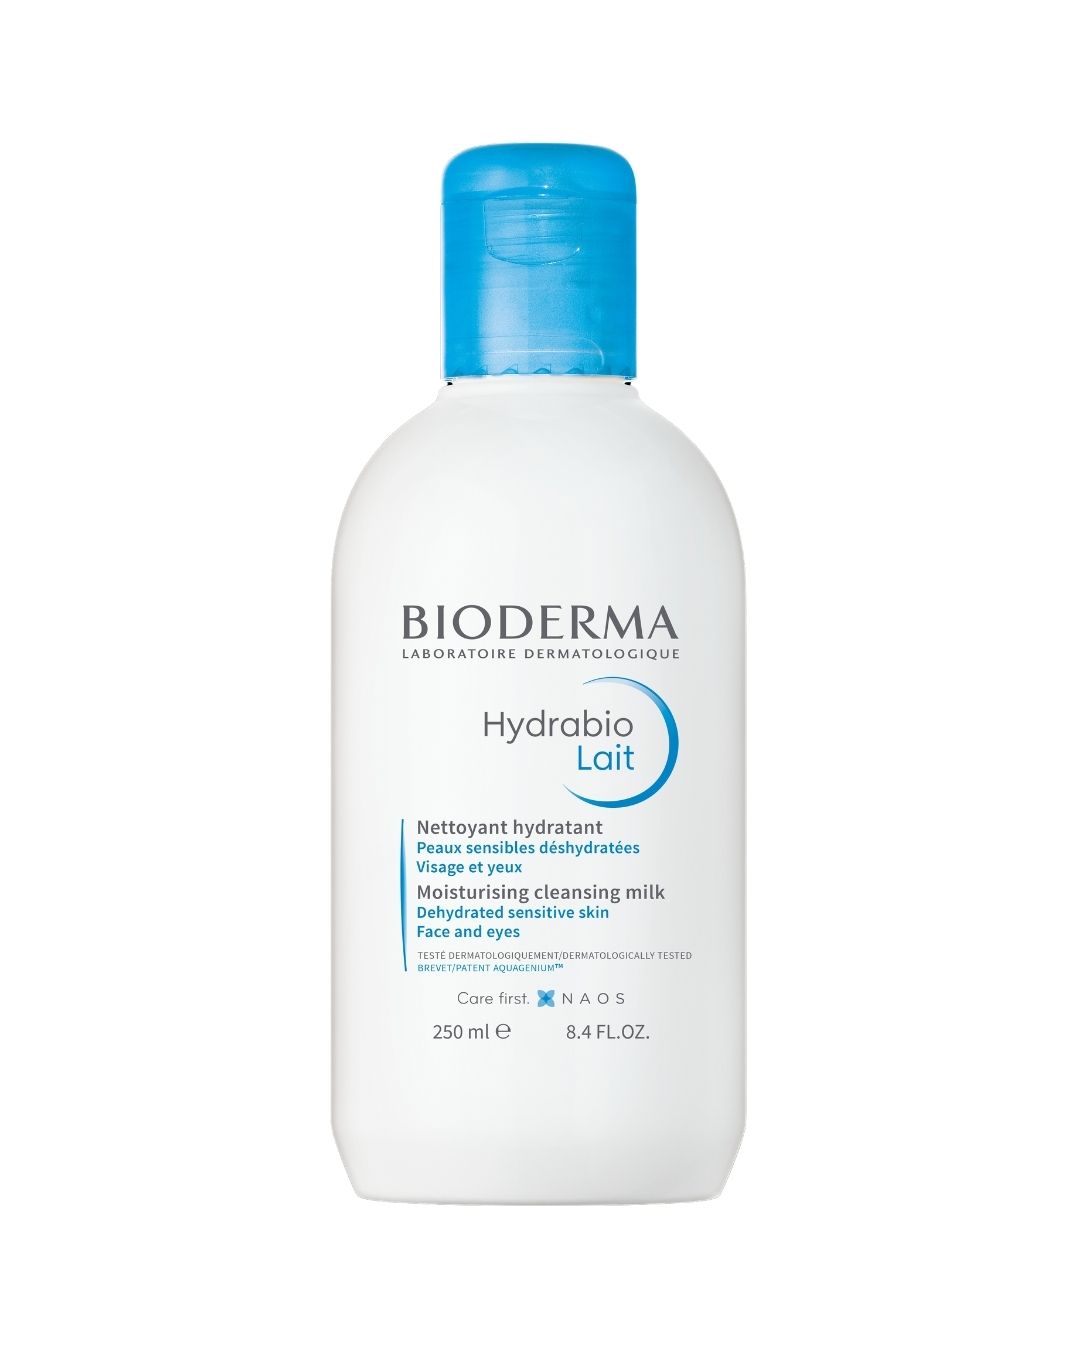 BIODERMA
LABORATOIRE DERMATOLOGIQUE
Hydrabio
Lait
Nettoyant hydratant
Peaux sensibles déshydratées
Visage et yeux
Moisturising cleansing milk
Dehydrated sensitive skin
Face and eyes
TESTÉ DERMATOLOGIQUEMENT/DERMATOLOGICALLY TESTED
BREVET/PATENT AQUAGENIUM™
Care first. NAOS
250 ml ℮ 8.4 FL.OZ.